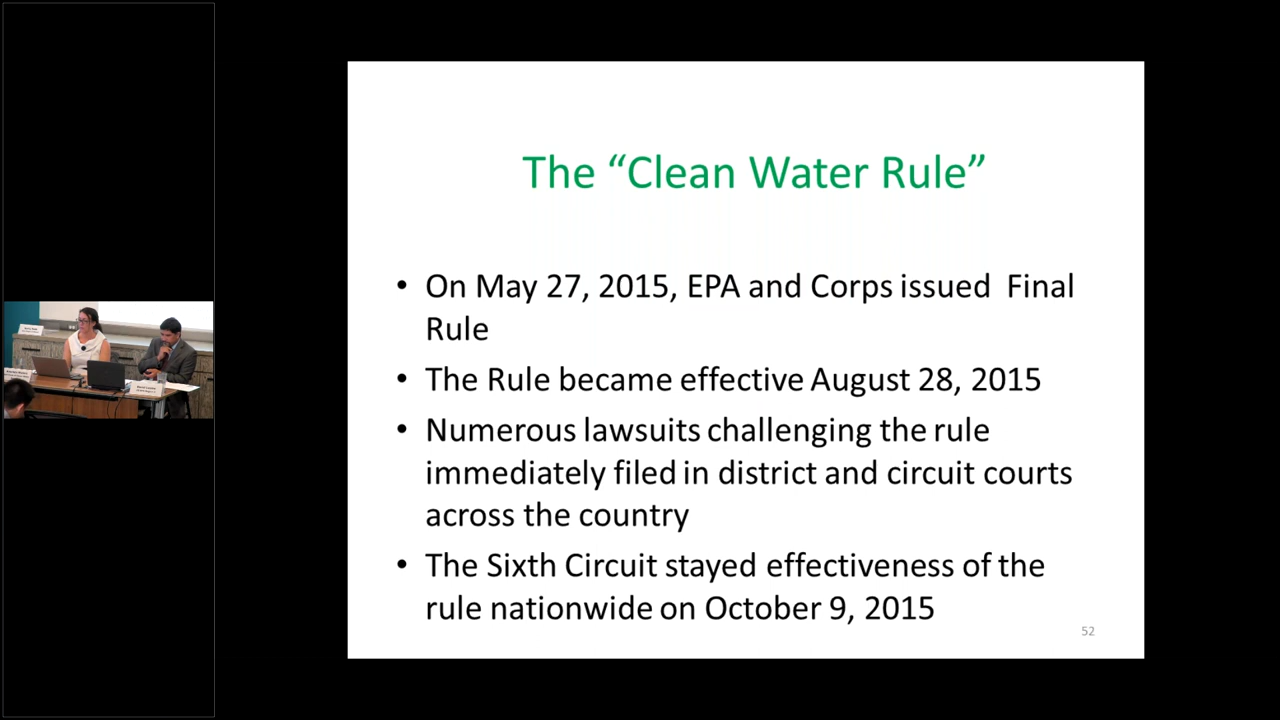 The “Clean Water Rule”
• On May 27, 2015, EPA and Corps issued  Final
Rule
• The Rule became effective August 28, 2015
• Numerous lawsuits challenging the rule
immediately filed in district and circuit courts
across the country
• The Sixth Circuit stayed effectiveness of the
rule nationwide on October 9, 2015
52